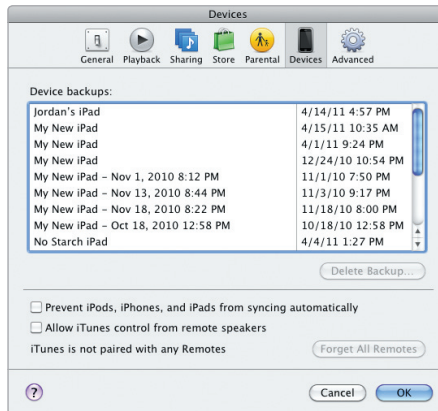 Devices
General Playback Sharing Store Parental Devices Advanced
Device backups:
Jordan's iPad 4/14/11 4:57 PM
My New iPad 4/15/11 10:35 AM
My New iPad 4/1/11 9:24 PM
My New iPad 12/24/10 10:54 PM
My New iPad – Nov 1, 2010 8:12 PM 11/1/10 7:50 PM
My New iPad – Nov 13, 2010 8:44 PM 11/3/10 9:17 PM
My New iPad – Nov 18, 2010 8:22 PM 11/18/10 8:00 PM
My New iPad – Oct 18, 2010 12:58 PM 10/18/10 12:58 PM
No Starch iPad 4/4/11 1:27 PM
Delete Backup...
Prevent iPods, iPhones, and iPads from syncing automatically
Allow iTunes control from remote speakers
iTunes is not paired with any Remotes Forget All Remotes
? Cancel OK